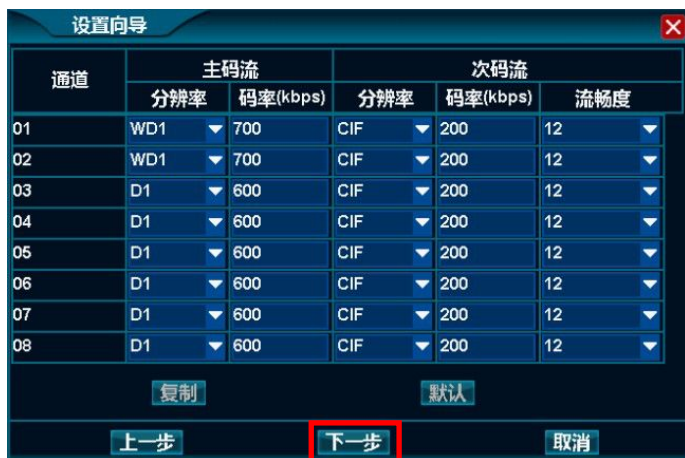 设置向导
通道 主码流 次码流
分辨率 码率(kbps) 分辨率 码率(kbps) 流畅度
01 WD1 700 CIF 200 12
02 WD1 700 CIF 200 12
03 D1 600 CIF 200 12
04 D1 600 CIF 200 12
05 D1 600 CIF 200 12
06 D1 600 CIF 200 12
07 D1 600 CIF 200 12
08 D1 600 CIF 200 12
复制 默认
上一步 下一步 取消